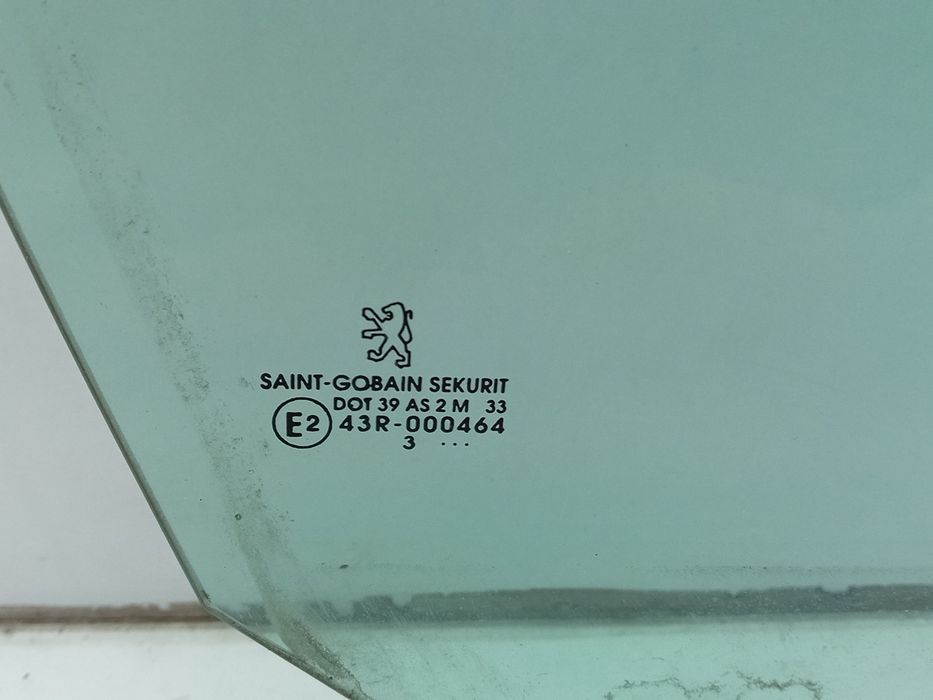 SAINT-GOBAIN SEKURIT
DOT 39 AS 2 M 33
E2 43R-000464
3 ...